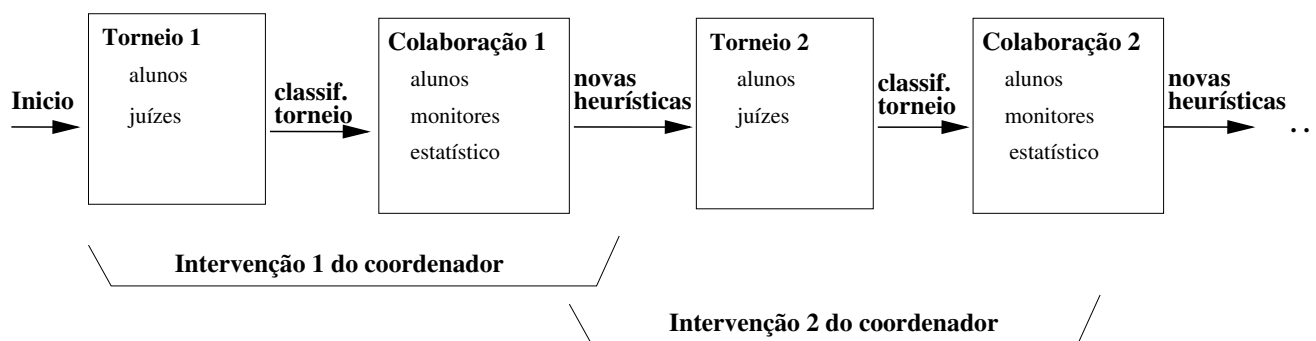 Inicio
Torneio 1
alunos
juízes
classif.
torneio
Colaboração 1
alunos
monitores
estatístico
novas
heurísticas
Torneio 2
alunos
juízes
classif.
torneio
Colaboração 2
alunos
monitores
estatístico
novas
heurísticas
. .
Intervenção 1 do coordenador
Intervenção 2 do coordenador